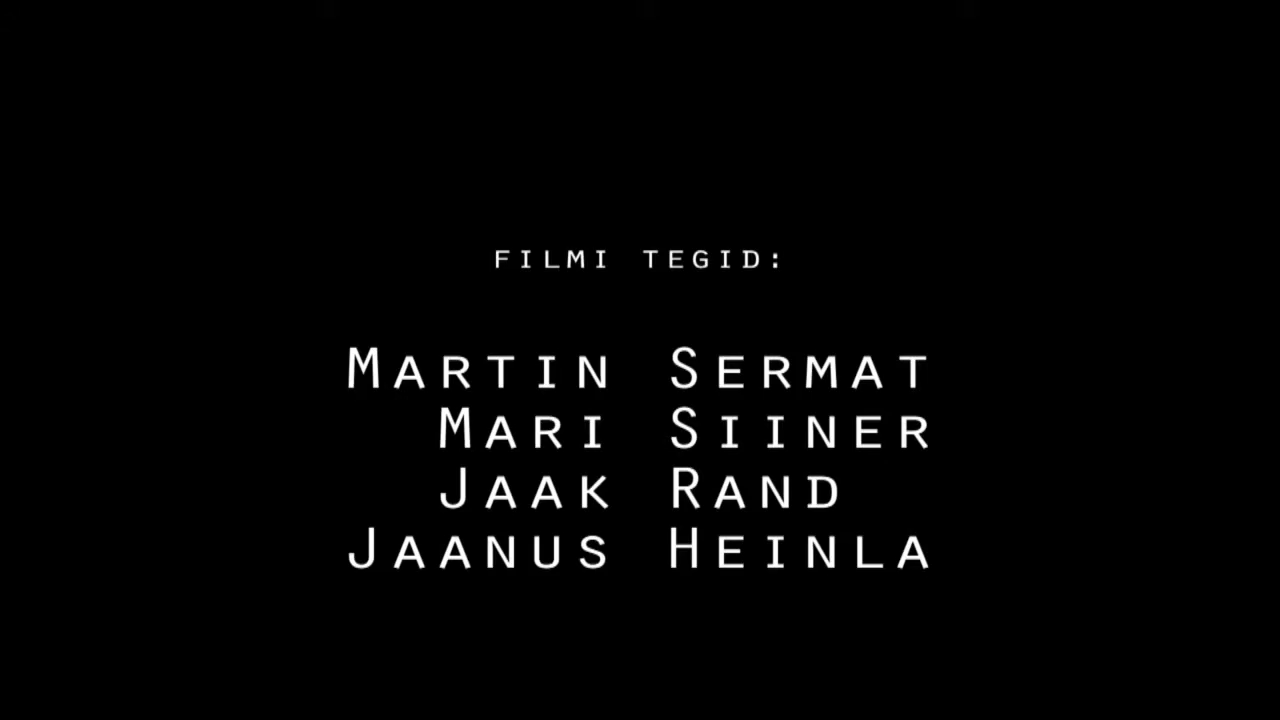 FILMI TEGID:
MARTIN SERMAT
MARI SIINER
JAAK RAND
JAANUS HEINLA